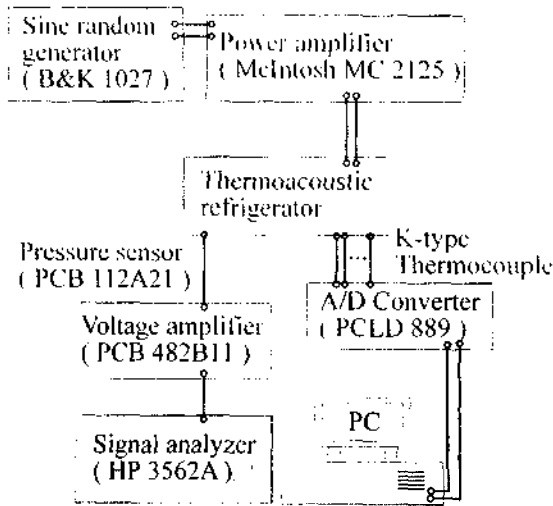 Sine random
generator
( B&K 1027 )
Power amplifier
( McIntosh MC 2125 )
Thermoacoustic
refrigerator
Pressure sensor
( PCB 112A21 )
K-type
Thermocouple
Voltage amplifier
( PCB 482B11 )
A/D Converter
( PCLD 889 )
Signal analyzer
( HP 3562A )
PC